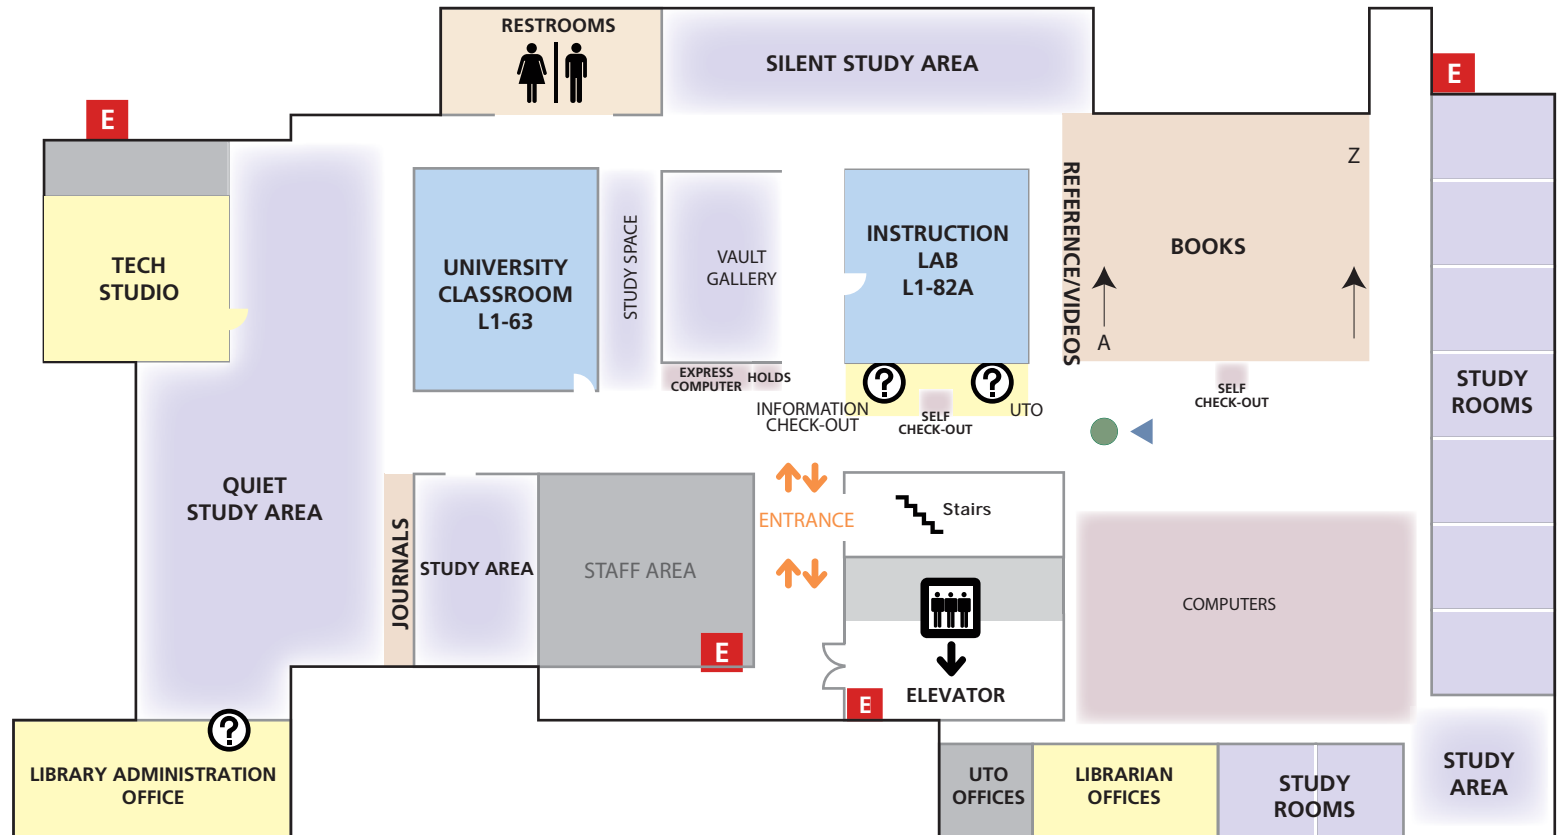 RESTROOMS
SILENT STUDY AREA
E
E
Z
REFERENCE/VIDEOS
BOOKS
A
TECH
STUDIO
UNIVERSITY
CLASSROOM
L1-63
STUDY SPACE
VAULT
GALLERY
INSTRUCTION
LAB
L1-82A
EXPRESS
COMPUTER
HOLDS
?
?
INFORMATION
CHECK-OUT
SELF
CHECK-OUT
UTO
SELF
CHECK-OUT
STUDY
ROOMS
QUIET
STUDY AREA
JOURNALS
STUDY AREA
STAFF AREA
E
ENTRANCE
Stairs
ELEVATOR
E
COMPUTERS
?
LIBRARY ADMINISTRATION
OFFICE
UTO
OFFICES
LIBRARIAN
OFFICES
STUDY
ROOMS
STUDY
AREA